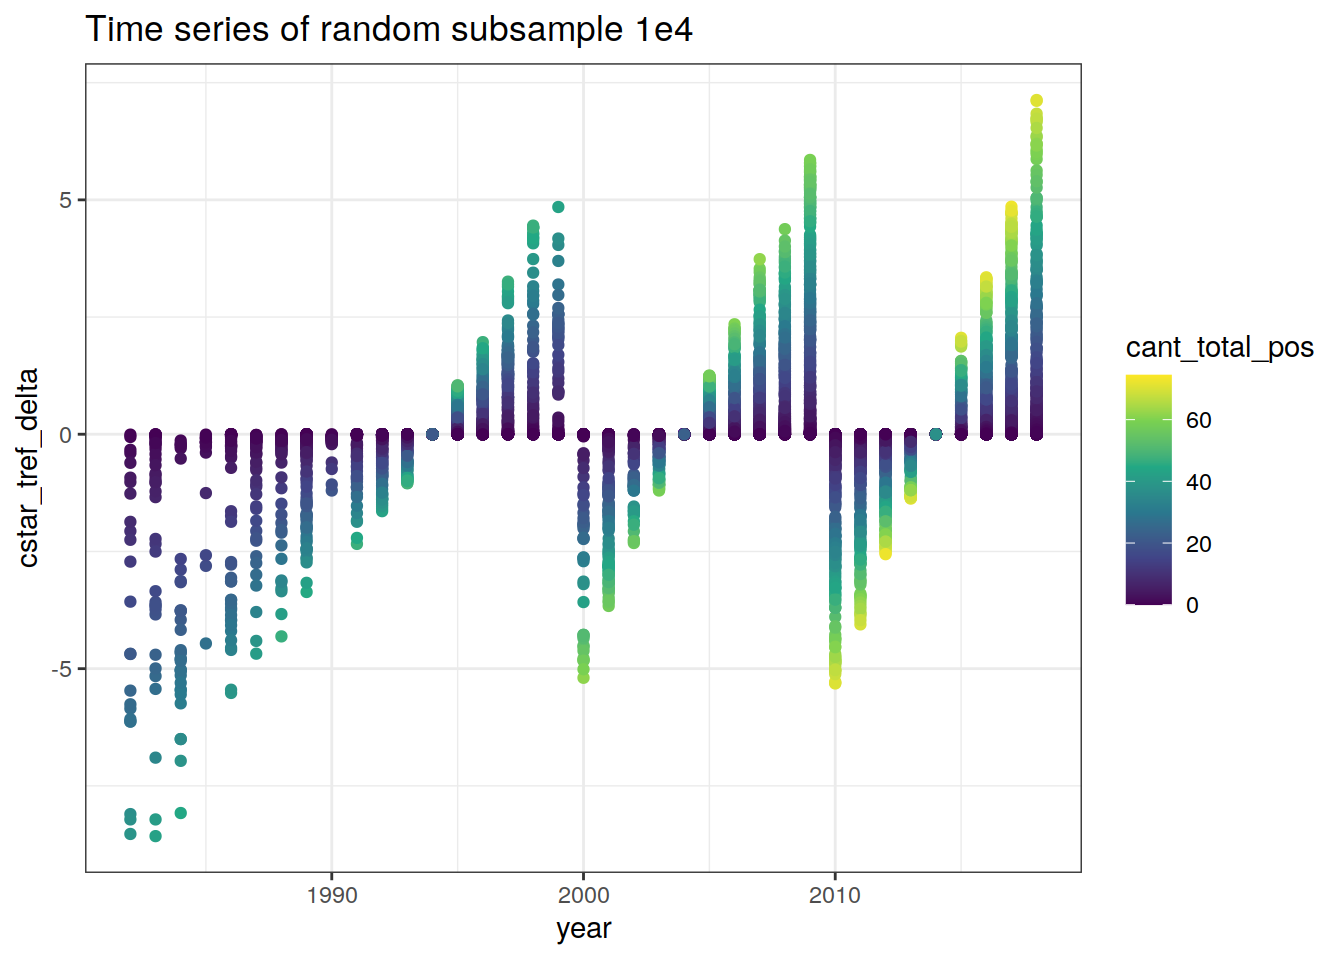 Time series of random subsample 1e4
cstar_tref_delta
5
0
-5
1990
2000
2010
year
cant_total_pos
60
40
20
0